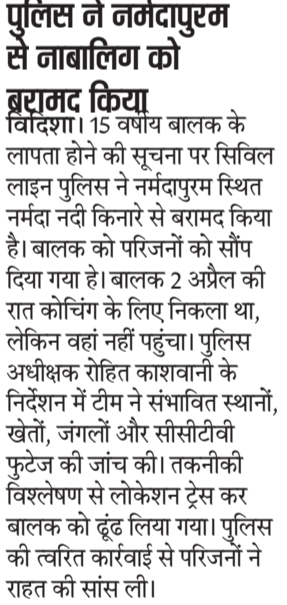 पुलिस ने नर्मदापुरम
से नाबालिग को
बरामद किया
विदिशा। 15 वर्षीय बालक के
लापता होने की सूचना पर सिविल
लाइन पुलिस ने नर्मदापुरम स्थित
नर्मदा नदी किनारे से बरामद किया
है। बालक को परिजनों को सौंप
दिया गया हे। बालक 2 अप्रैल की
रात कोचिंग के लिए निकला था,
लेकिन वहां नहीं पहुंचा। पुलिस
अधीक्षक रोहित काशवानी के
निर्देशन में टीम ने संभावित स्थानों,
खेतों, जंगलों और सीसीटीवी
फुटेज की जांच की। तकनीकी
विश्लेषण से लोकेशन ट्रेस कर
बालक को ढूंढ लिया गया। पुलिस
की त्वरित कार्रवाई से परिजनों ने
राहत की सांस ली।